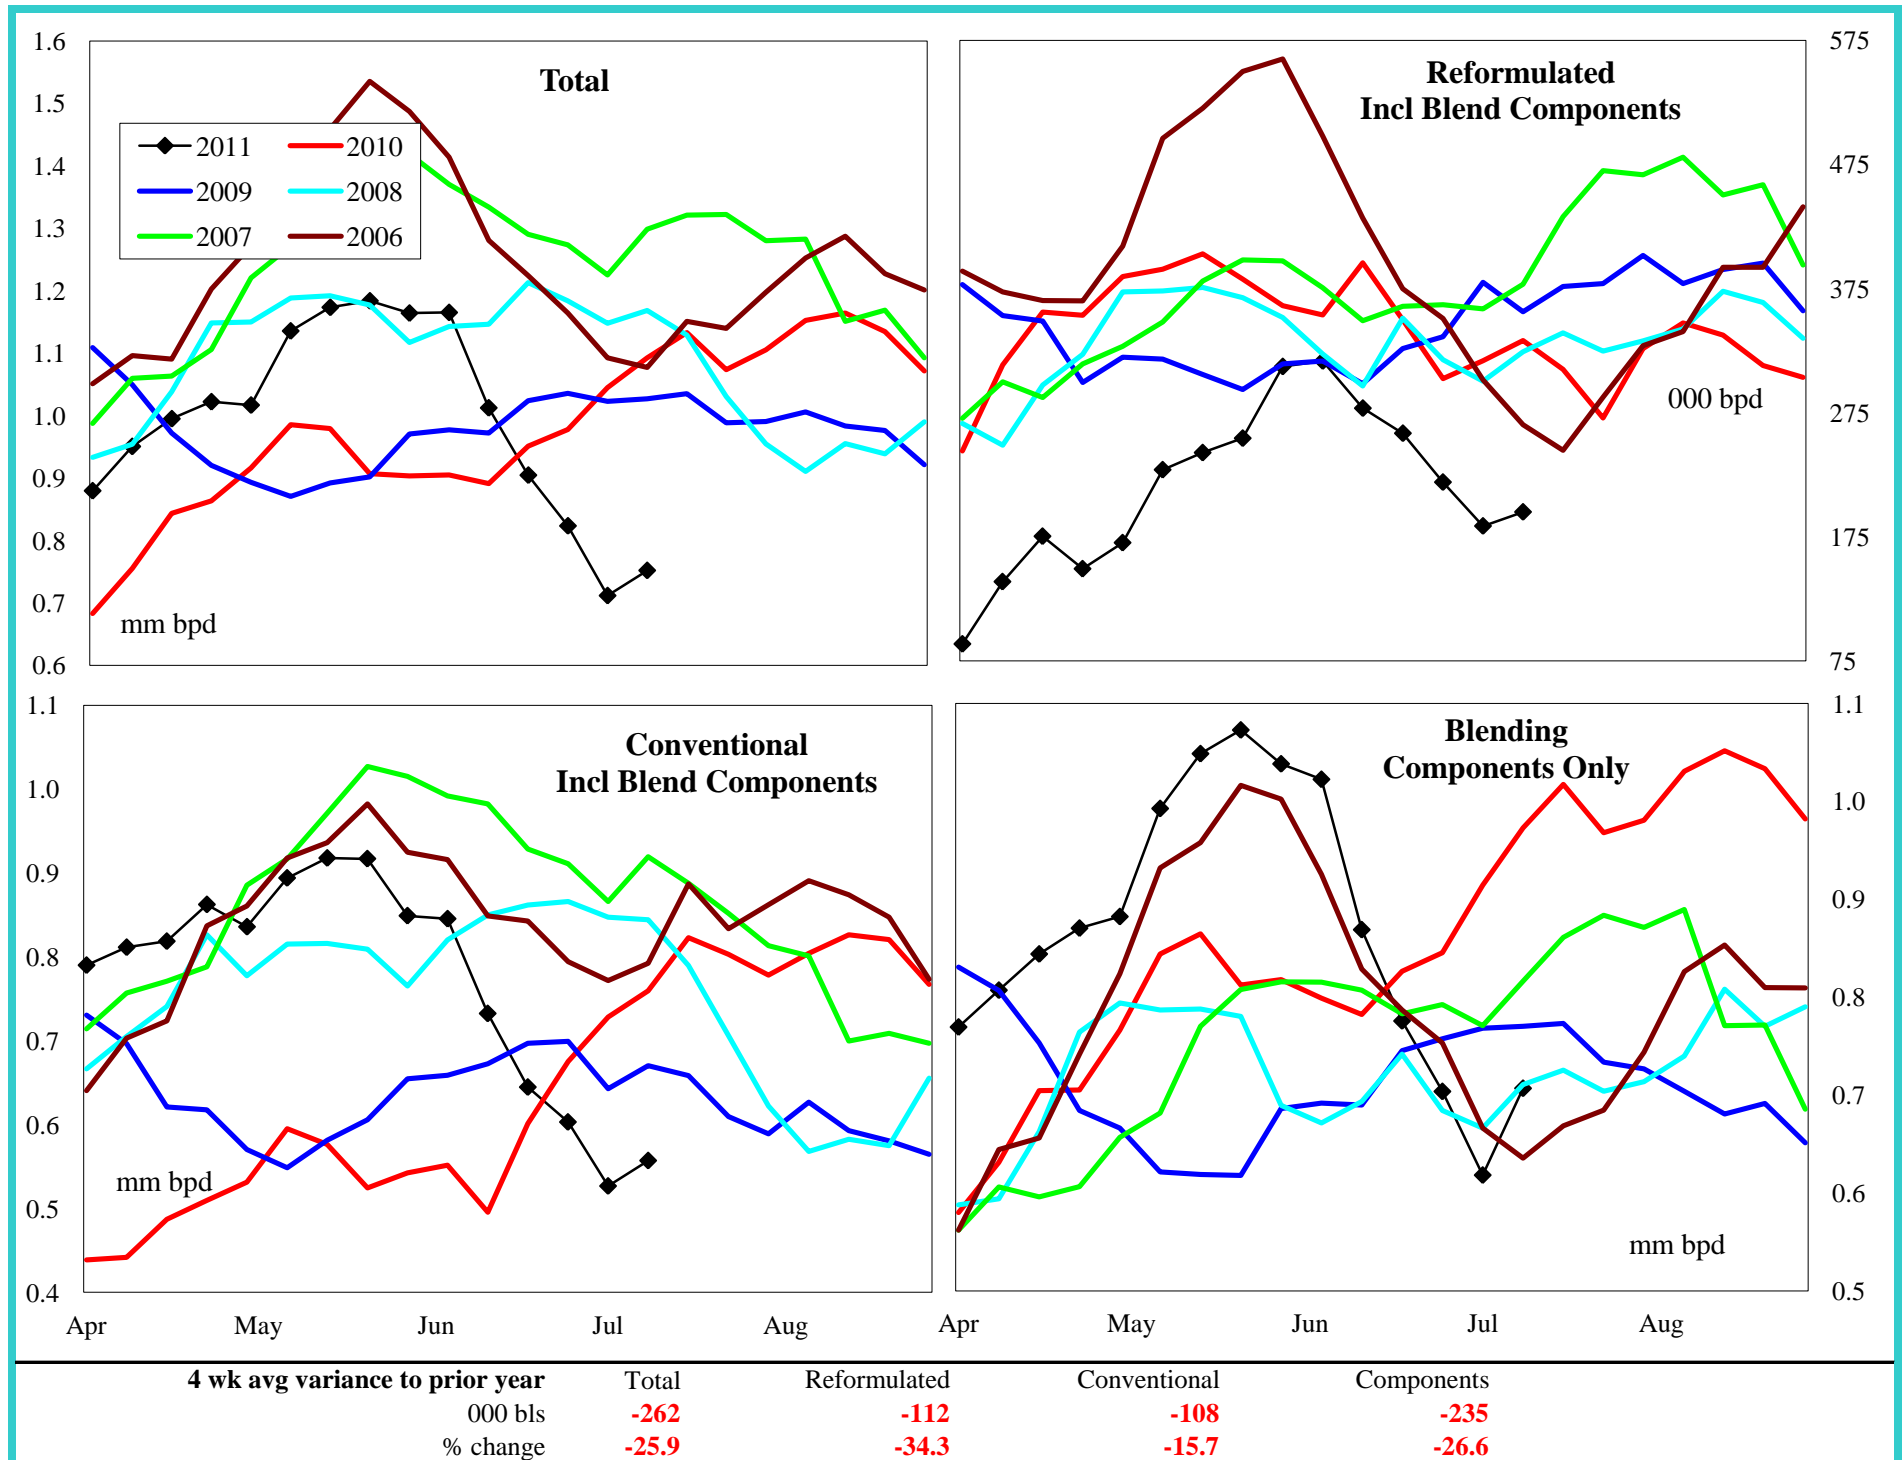 Total
1.6
1.5
1.4
1.3
1.2
1.1
1.0
0.9
0.8
0.7
0.6
2011 2010
2009 2008
2007 2006
mm bpd
Reformulated
Incl Blend Components
575
475
375
275
175
75
000 bpd
Conventional
Incl Blend Components
1.1
1.0
0.9
0.8
0.7
0.6
0.5
0.4
mm bpd
Apr May Jun Jul Aug
Blending
Components Only
1.1
1.0
0.9
0.8
0.7
0.6
0.5
mm bpd
Apr May Jun Jul Aug
4 wk avg variance to prior year Total Reformulated Conventional Components
000 bls -262 -112 -108 -235
% change -25.9 -34.3 -15.7 -26.6